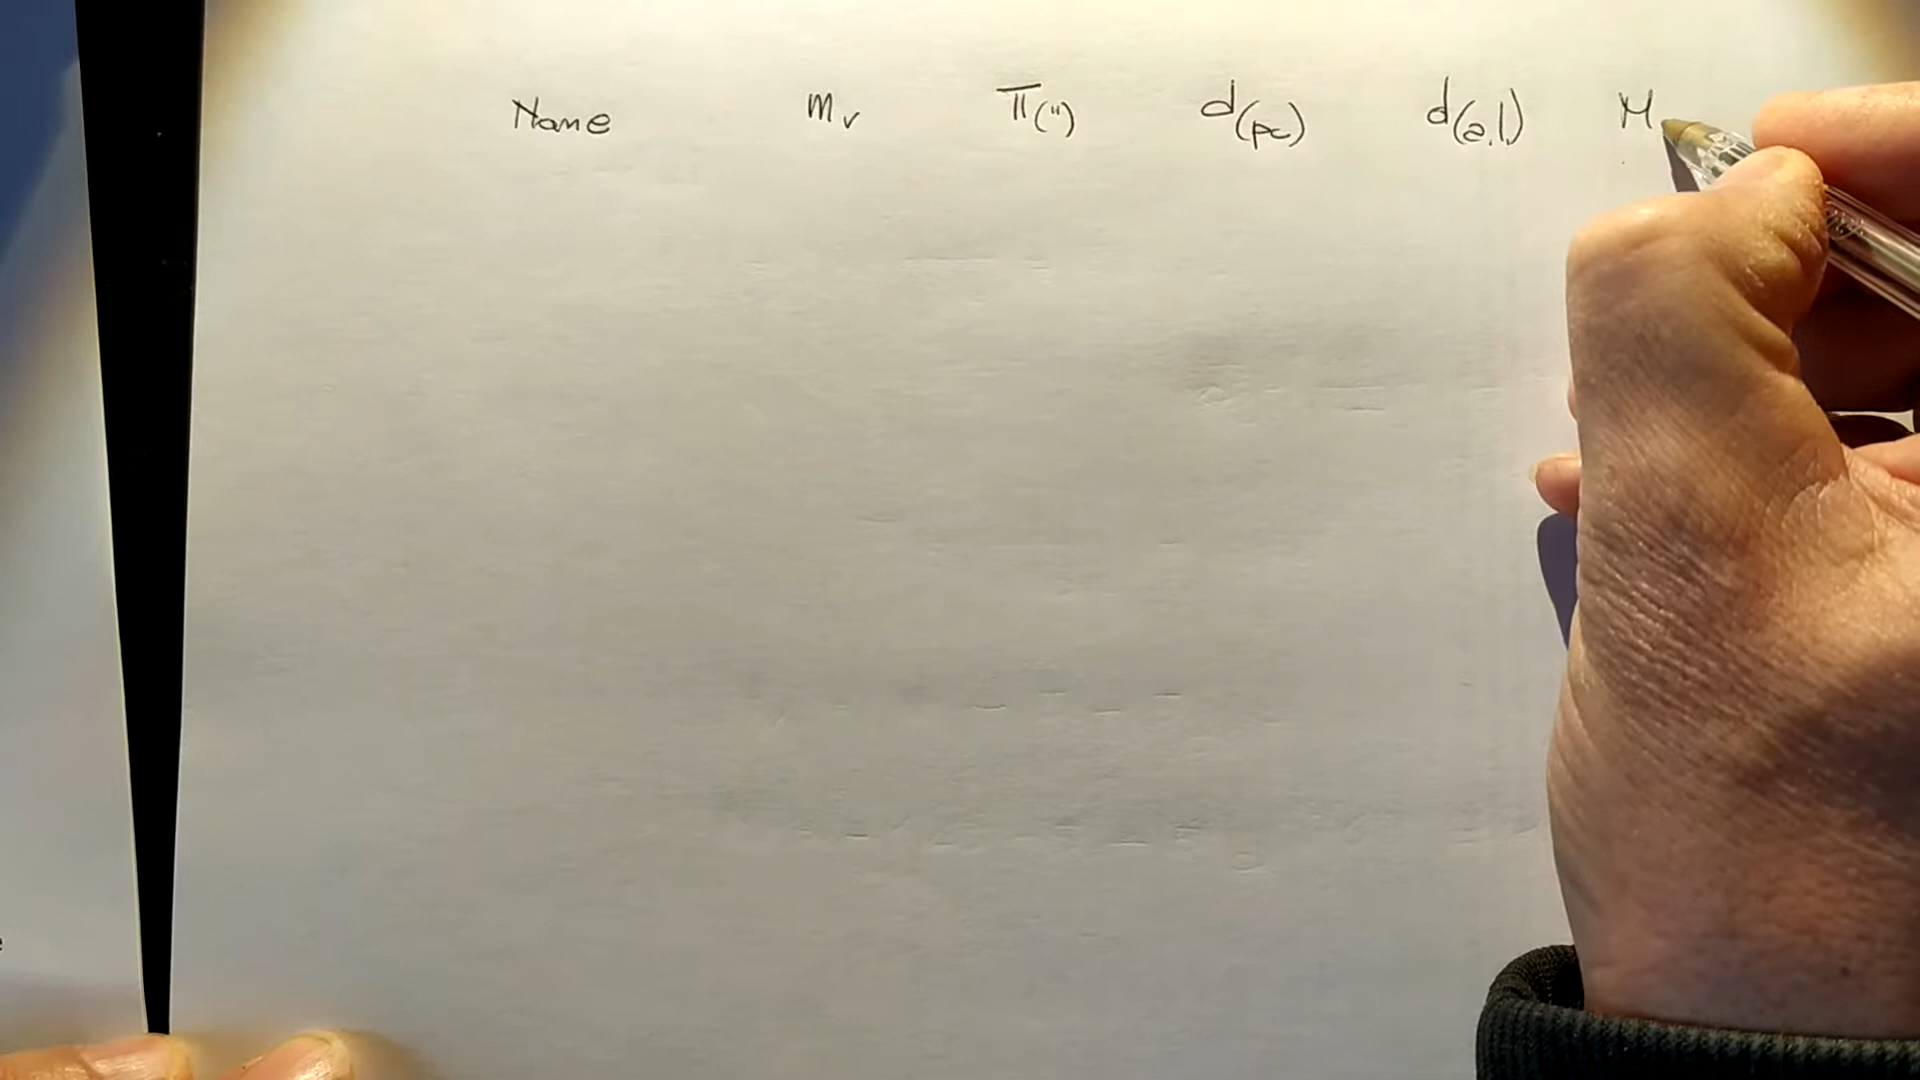 Name mv π(") d(pc) d(a.l.) M